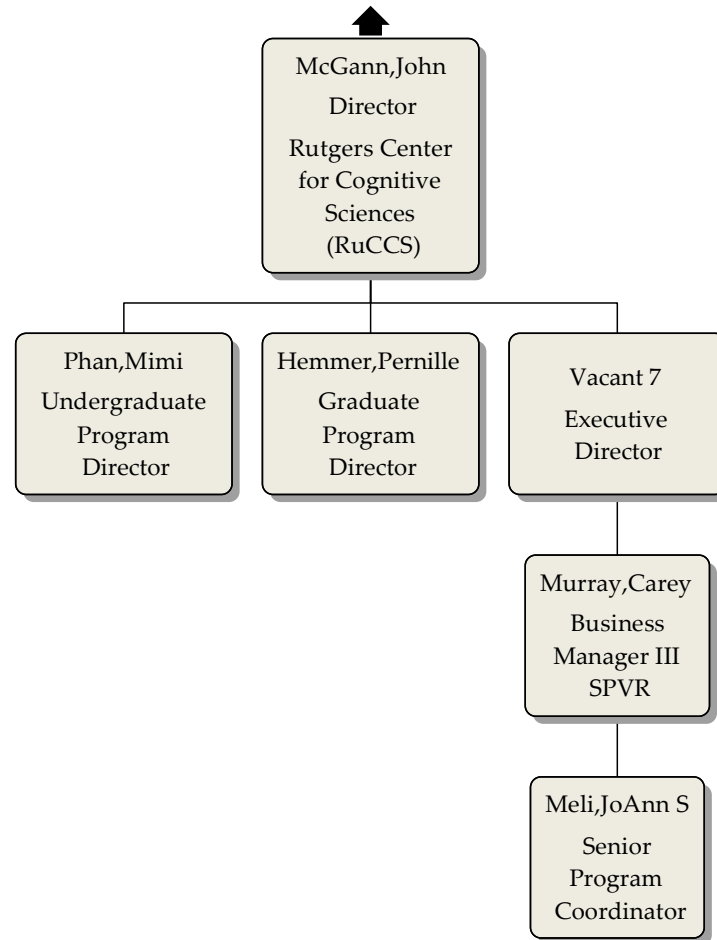 McGann,John
Director
Rutgers Center
for Cognitive
Sciences
(RuCCS)
Phan,Mimi
Undergraduate
Program
Director
Hemmer,Pernille
Graduate
Program
Director
Vacant 7
Executive
Director
Murray,Carey
Business
Manager III
SPVR
Meli,JoAnn S
Senior
Program
Coordinator